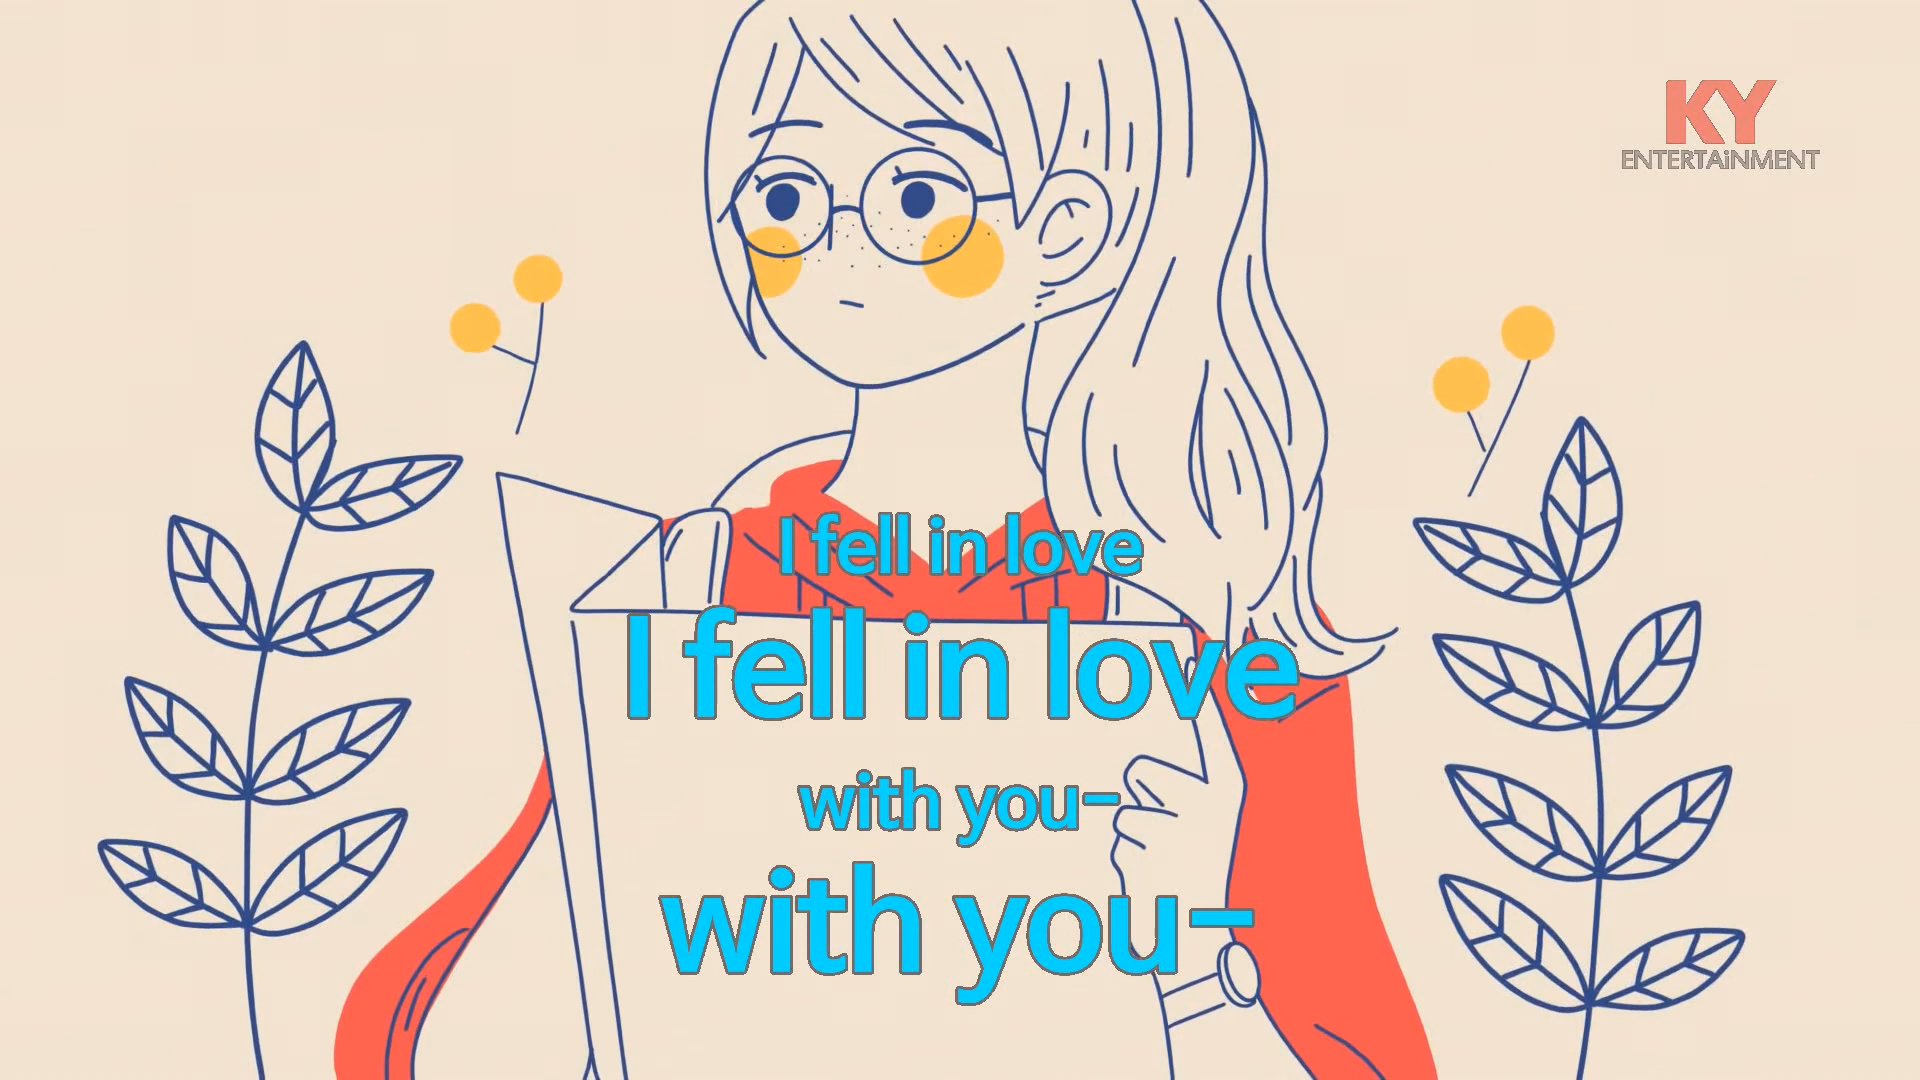 KY
ENTERTAiNMENT
I fell in love
I fell in love
with you-
with you-